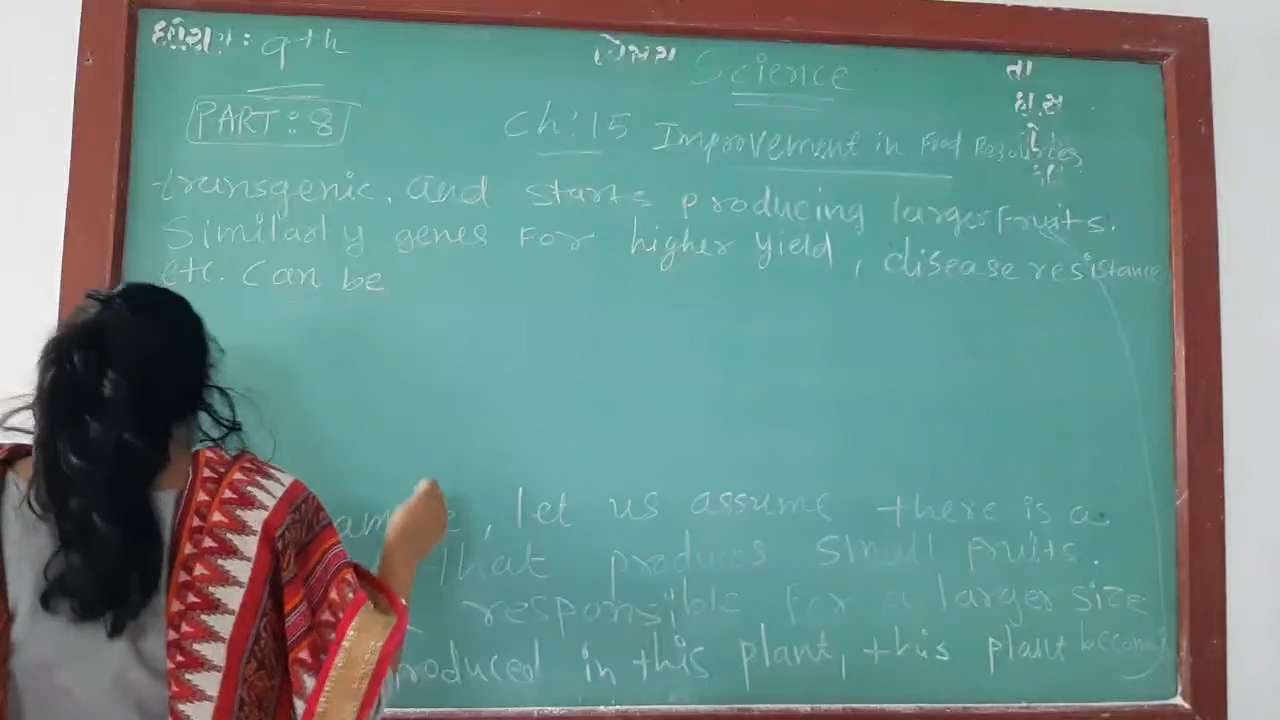 ધોરણ : 9th
વિષય Science
તા
PART : 8
Ch : 15 Improvement in Food Resources
transgenic. and starts producing larger fruits.
Similarly genes for higher yield, disease resistance
etc. Can be
, let us assume there is a
that produces small fruits.
responsible for a larger size
in this plant, this plant becomes